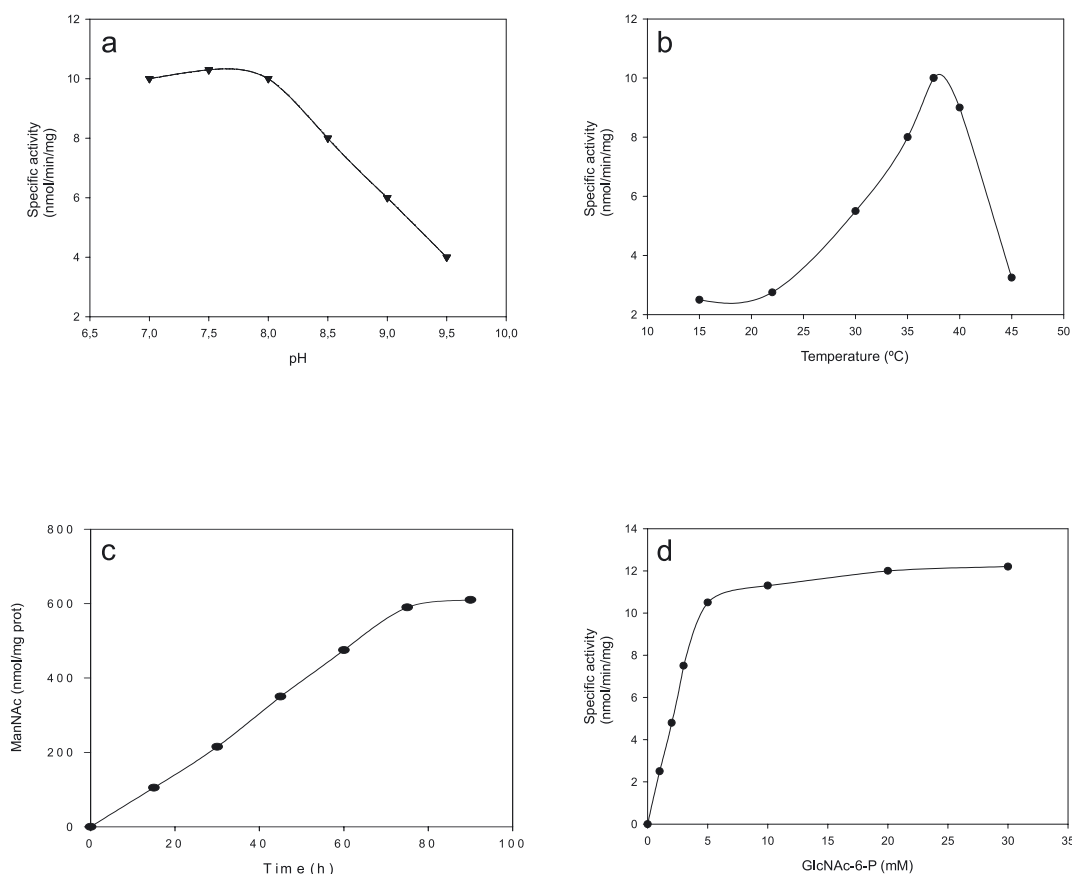 a
Specific activity
(nmol/min/mg)
12
10
8
6
4
2
6,5 7,0 7,5 8,0 8,5 9,0 9,5 10,0
pH
b
Specific activity
(nmol/min/mg)
12
10
8
6
4
2
10 15 20 25 30 35 40 45 50
Temperature (ºC)
c
ManNAc (nmol/mg prot)
800
600
400
200
0
0 20 40 60 80 100
Time (h)
d
Specific activity
(nmol/min/mg)
14
12
10
8
6
4
2
0
0 5 10 15 20 25 30 35
GlcNAc-6-P (mM)